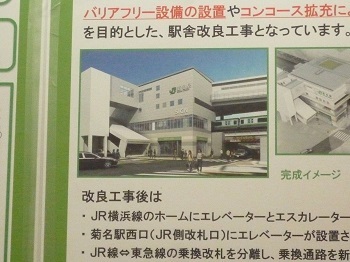 バリアフリー設備の設置やコンコース拡充に
を目的とした、駅舎改良工事となっています。
完成イメージ
改良工事後は
・JR横浜線のホームにエレベーターとエスカレーター
・菊名駅西口(JR側改札口)にエレベーターが設置さ
・JR線⇔東急線の乗換改札を分離し、乗換通路を新